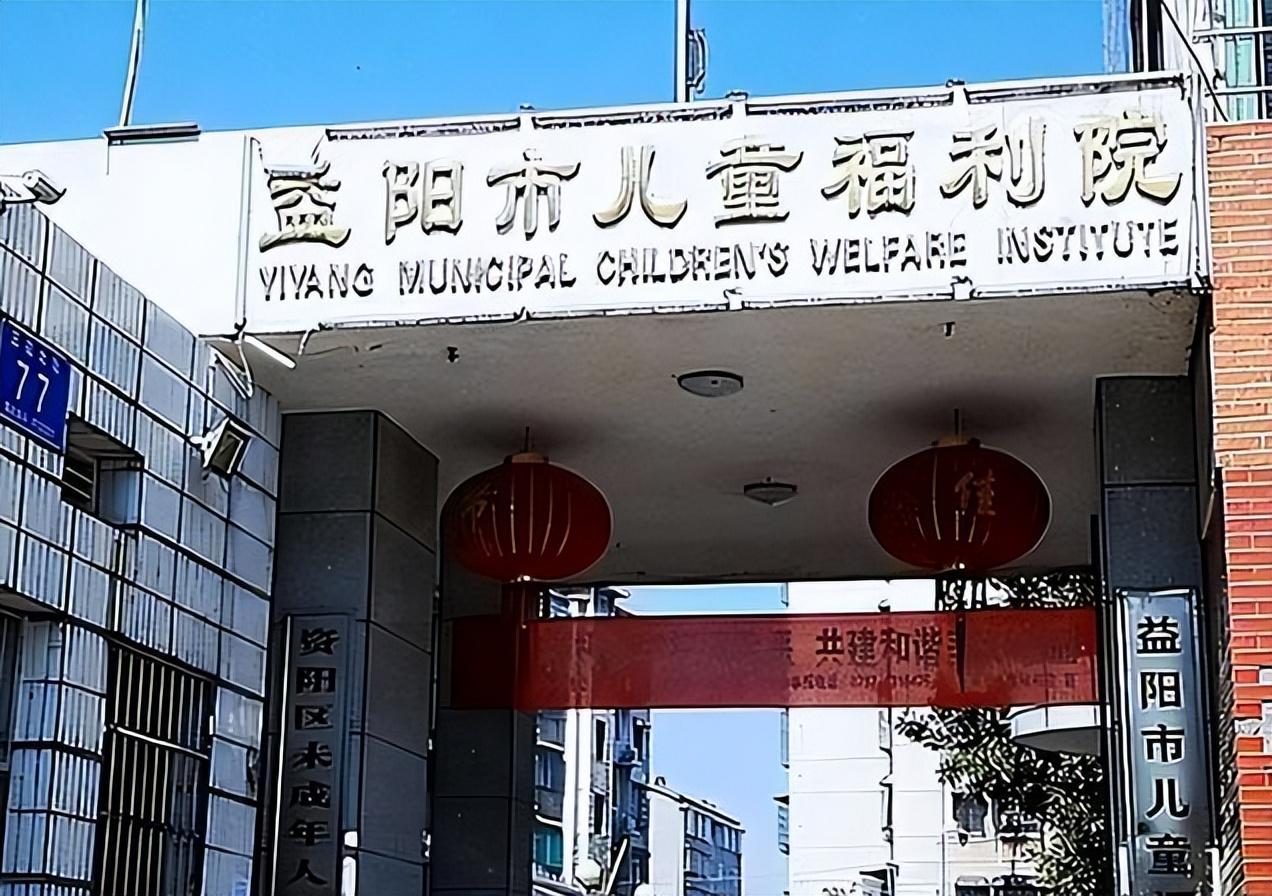 益阳市儿童福利院
YIYANG MUNICIPAL CHILDREN'S WELFARE INSTITUTE
77
佳
共建和谐
资阳区未成年人
益阳市儿童